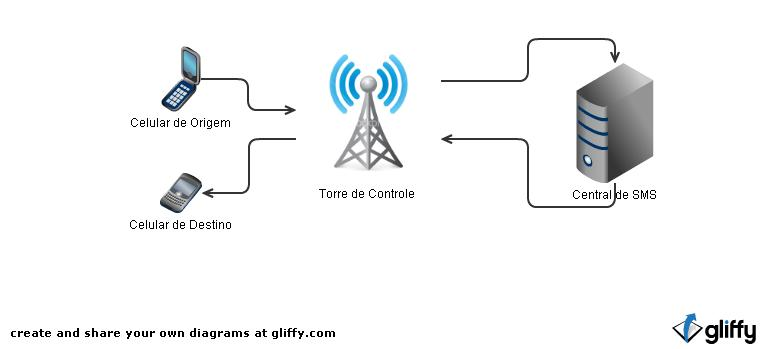 Celular de Origem
Torre de Controle
Central de SMS
Celular de Destino
create and share your own diagrams at gliffy.com
gliffy